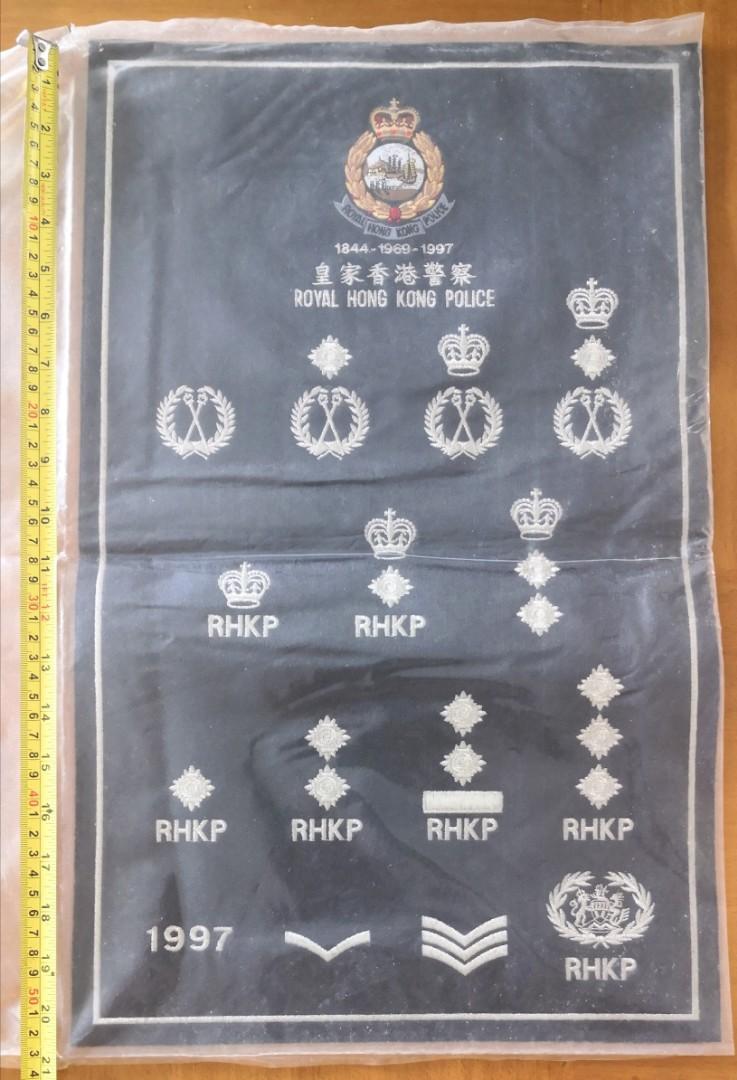 ROYAL HONG KONG POLICE
1844-1969-1997
皇家香港警察
ROYAL HONG KONG POLICE
RHKP
RHKP
RHKP
RHKP
RHKP
RHKP
1997
RHKP